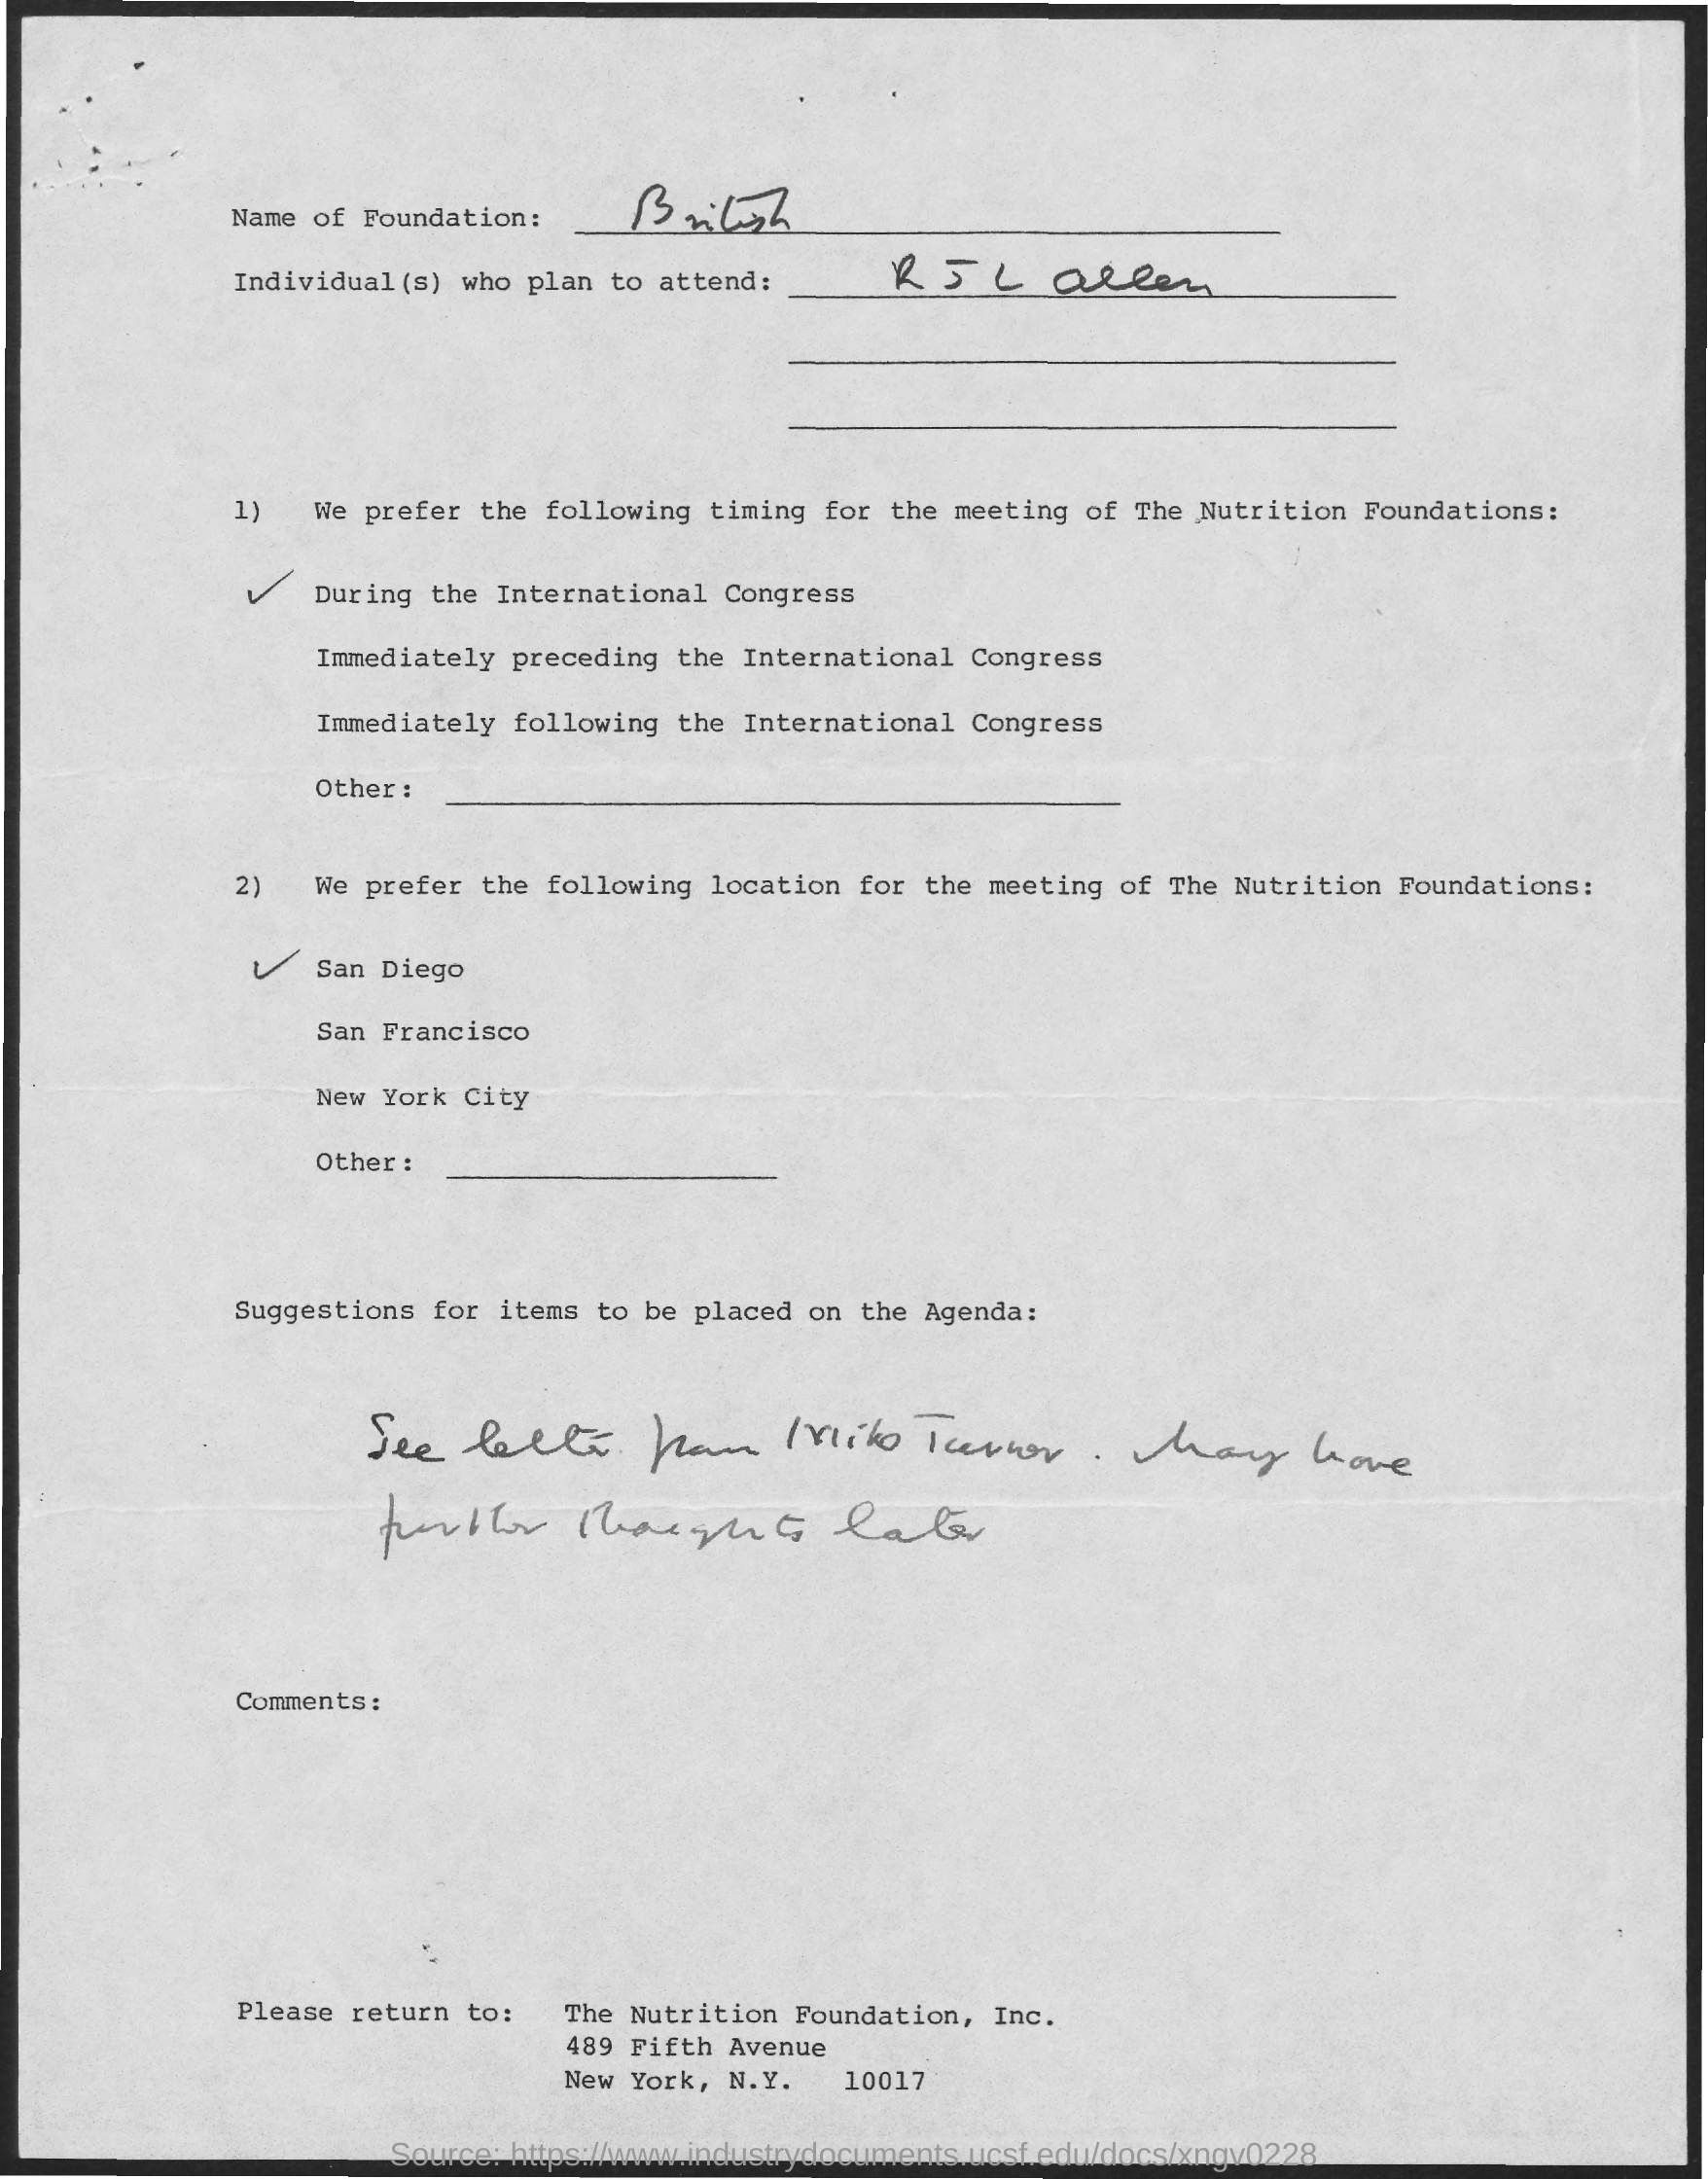 Name of Foundation: British
Individual(s) who plan to attend: R J L Allen
1) We prefer the following timing for the meeting of The Nutrition Foundations:
✓ During the International Congress
Immediately preceding the International Congress
Immediately following the International Congress
Other:
2) We prefer the following location for the meeting of The Nutrition Foundations:
✓ San Diego
San Francisco
New York City
Other:
Suggestions for items to be placed on the Agenda:
See letter from Mike Turner. May have
further thoughts later
Comments:
Please return to: The Nutrition Foundation, Inc.
489 Fifth Avenue
New York, N.Y. 10017
Source: https://www.industrydocuments.ucsf.edu/docs/xngv0228